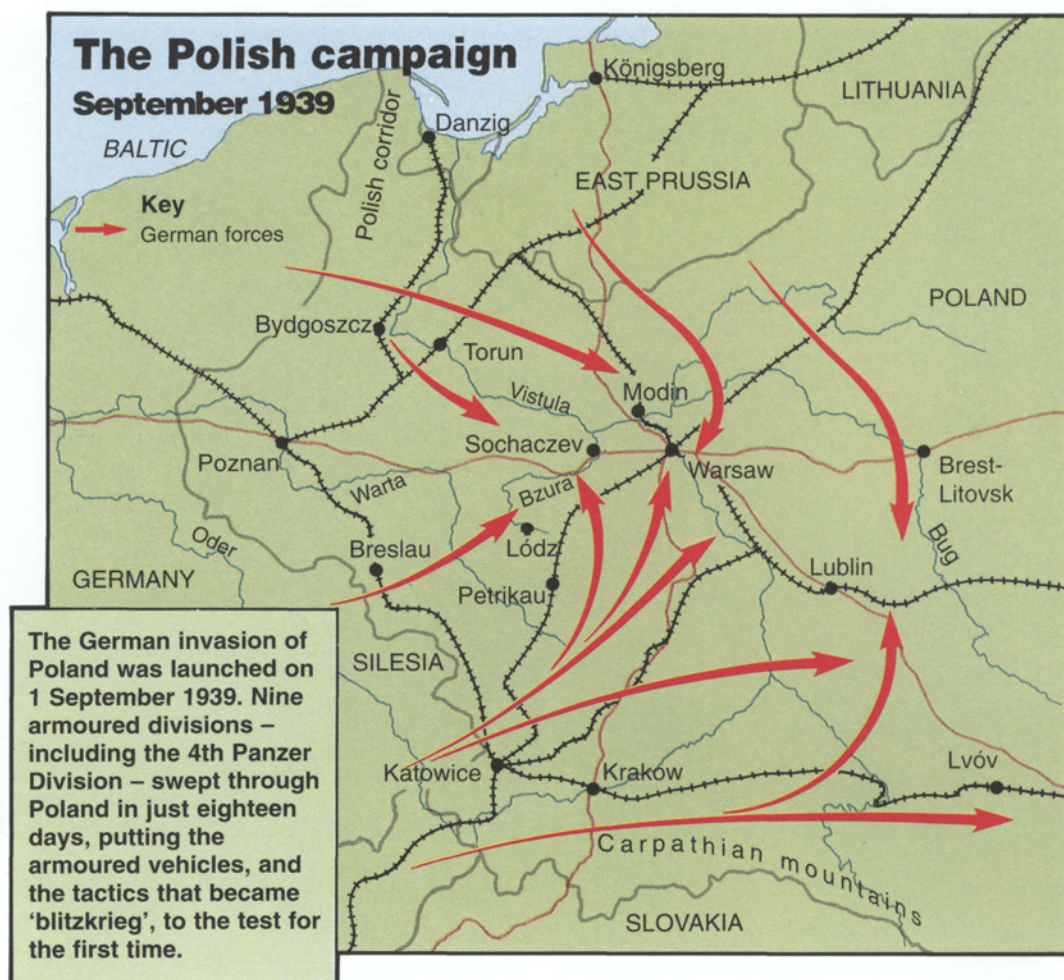 The Polish campaign
September 1939
BALTIC
Key
German forces
Danzig
Polish corridor
Königsberg
LITHUANIA
EAST PRUSSIA
POLAND
Bydgoszcz
Torun
Vistula
Modin
Sochaczev
Warsaw
Brest-
Litovsk
Poznan
Warta
Bzura
Oder
Breslau
Lódz
Bug
GERMANY
Petrikau
Lublin
SILESIA
Katowice
Kraków
Lvóv
Carpathian mountains
SLOVAKIA
The German invasion of
Poland was launched on
1 September 1939. Nine
armoured divisions –
including the 4th Panzer
Division – swept through
Poland in just eighteen
days, putting the
armoured vehicles, and
the tactics that became
‘blitzkrieg’, to the test for
the first time.